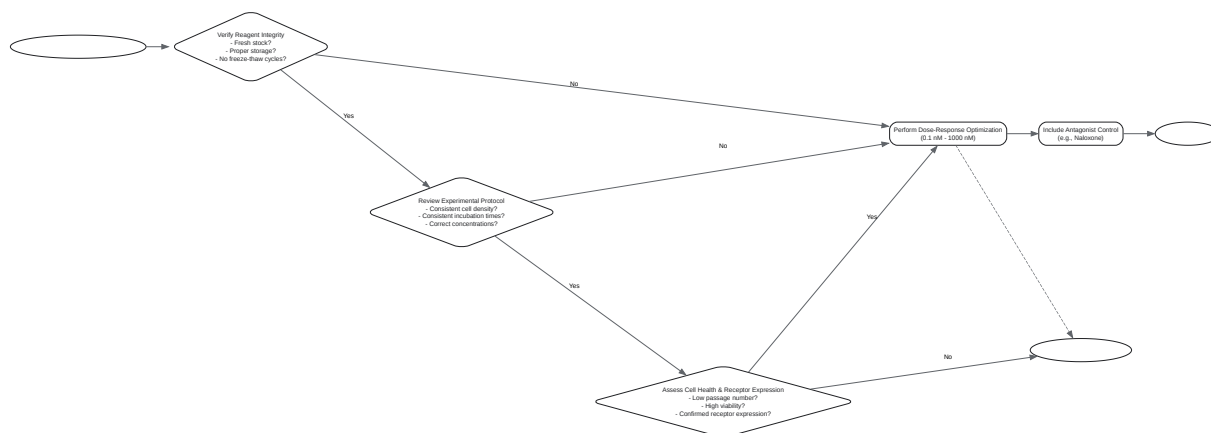 Verify Reagent Integrity
- Fresh stock?
- Proper storage?
- No freeze-thaw cycles?
No
Yes
Perform Dose-Response Optimization
(0.1 nM - 1000 nM)
Include Antagonist Control
(e.g., Naloxone)
No
Review Experimental Protocol
- Consistent cell density?
- Consistent incubation times?
- Correct concentrations?
Yes
Yes
No
Assess Cell Health & Receptor Expression
- Low passage number?
- High viability?
- Confirmed receptor expression?